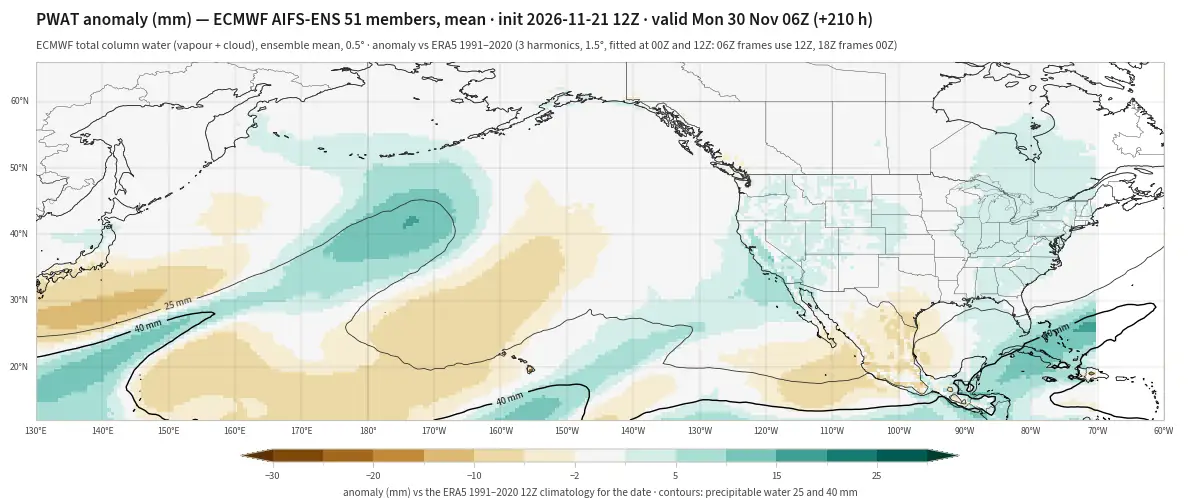 PWAT anomaly (mm) — ECMWF AIFS-ENS 51 members, mean · init 2026-11-21 12Z · valid Mon 30 Nov 06Z (+210 h)
ECMWF total column water (vapour + cloud), ensemble mean, 0.5° · anomaly vs ERA5 1991–2020 (3 harmonics, 1.5°, fitted at 00Z and 12Z: 06Z frames use 12Z, 18Z frames 00Z)
60°N
50°N
40°N
30°N
20°N
25 mm
40 mm
40 mm
130°E 140°E 150°E 160°E 170°E 180° 170°W 160°W 150°W 140°W 130°W 120°W 110°W 100°W 90°W 80°W 70°W 60°W
−30 −20 −10 −2 5 15 25
anomaly (mm) vs the ERA5 1991–2020 12Z climatology for the date · contours: precipitable water 25 and 40 mm